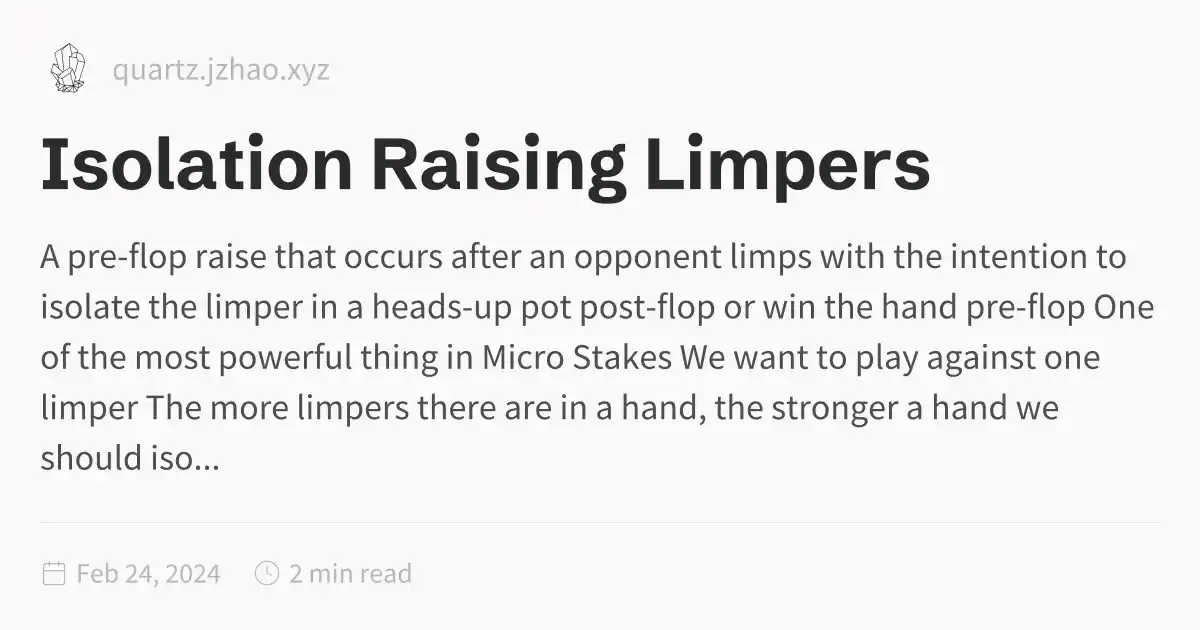 quartz.jzhao.xyz
Isolation Raising Limpers
A pre-flop raise that occurs after an opponent limps with the intention to
isolate the limper in a heads-up pot post-flop or win the hand pre-flop One
of the most powerful thing in Micro Stakes We want to play against one
limper The more limpers there are in a hand, the stronger a hand we
should iso...
Feb 24, 2024 2 min read